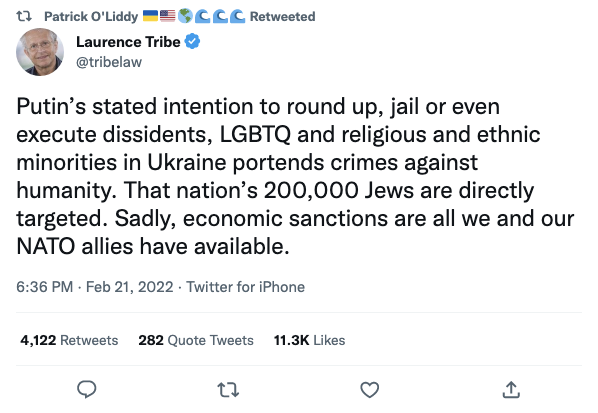 Patrick O'Liddy 🇺🇦🇺🇸🌎🌊🌊🌊 Retweeted
Laurence Tribe
@tribelaw
Putin’s stated intention to round up, jail or even
execute dissidents, LGBTQ and religious and ethnic
minorities in Ukraine portends crimes against
humanity. That nation’s 200,000 Jews are directly
targeted. Sadly, economic sanctions are all we and our
NATO allies have available.
6:36 PM · Feb 21, 2022 · Twitter for iPhone
4,122 Retweets 282 Quote Tweets 11.3K Likes